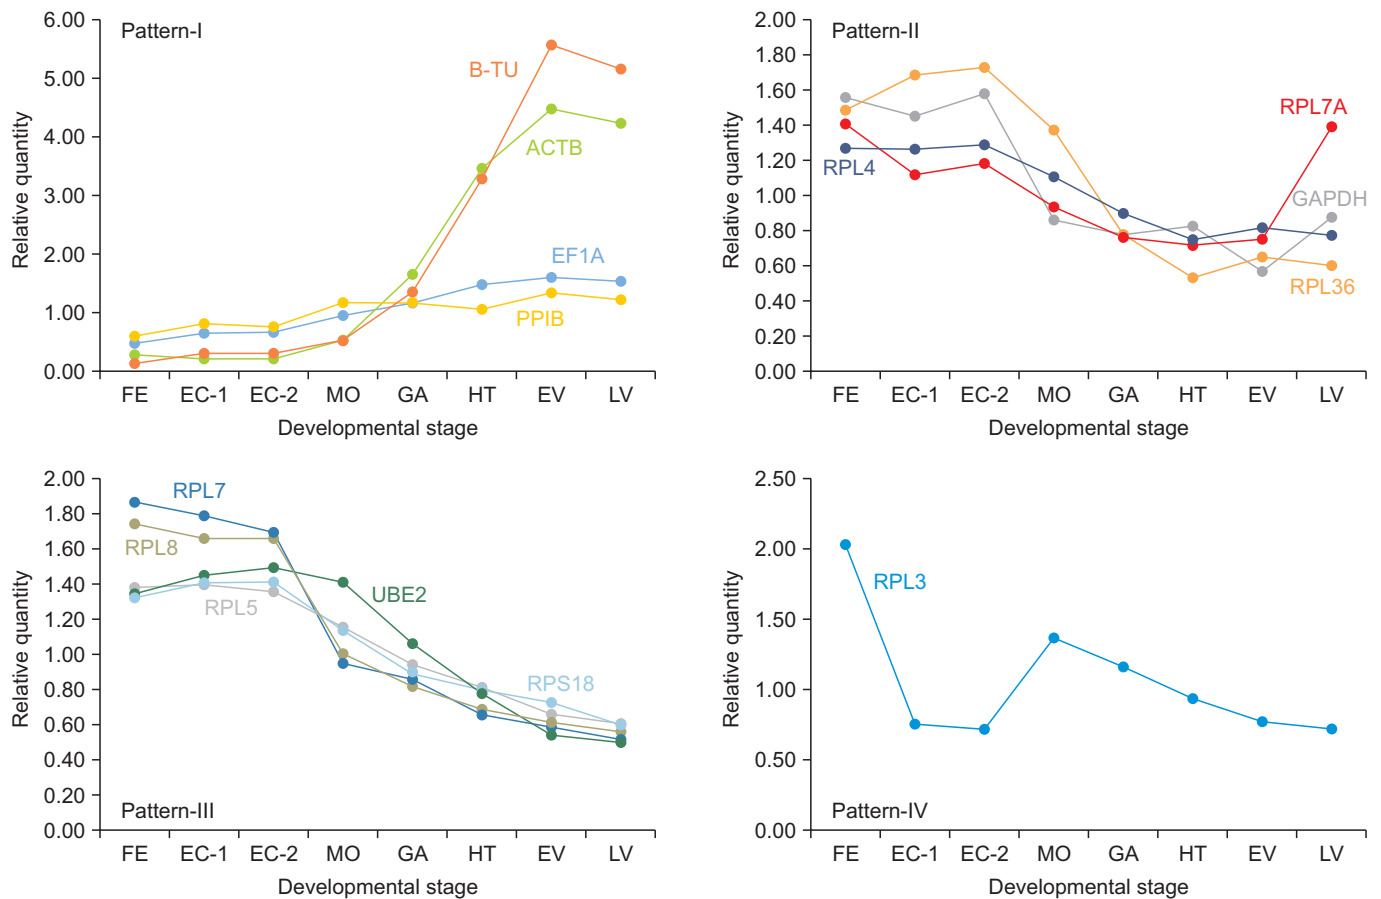 Pattern-I
6.00
5.00
4.00
3.00
2.00
1.00
0.00
Relative quantity
B-TU
ACTB
EF1A
PPIB
FE EC-1 EC-2 MO GA HT EV LV
Developmental stage
Pattern-II
2.00
1.80
1.60
1.40
1.20
1.00
0.80
0.60
0.40
0.20
0.00
Relative quantity
RPL7A
RPL4
GAPDH
RPL36
FE EC-1 EC-2 MO GA HT EV LV
Developmental stage
2.00
1.80
1.60
1.40
1.20
1.00
0.80
0.60
0.40
0.20
0.00
Relative quantity
RPL7
RPL8
UBE2
RPL5
RPS18
Pattern-III
FE EC-1 EC-2 MO GA HT EV LV
Developmental stage
2.50
2.00
1.50
1.00
0.50
0.00
Relative quantity
RPL3
Pattern-IV
FE EC-1 EC-2 MO GA HT EV LV
Developmental stage